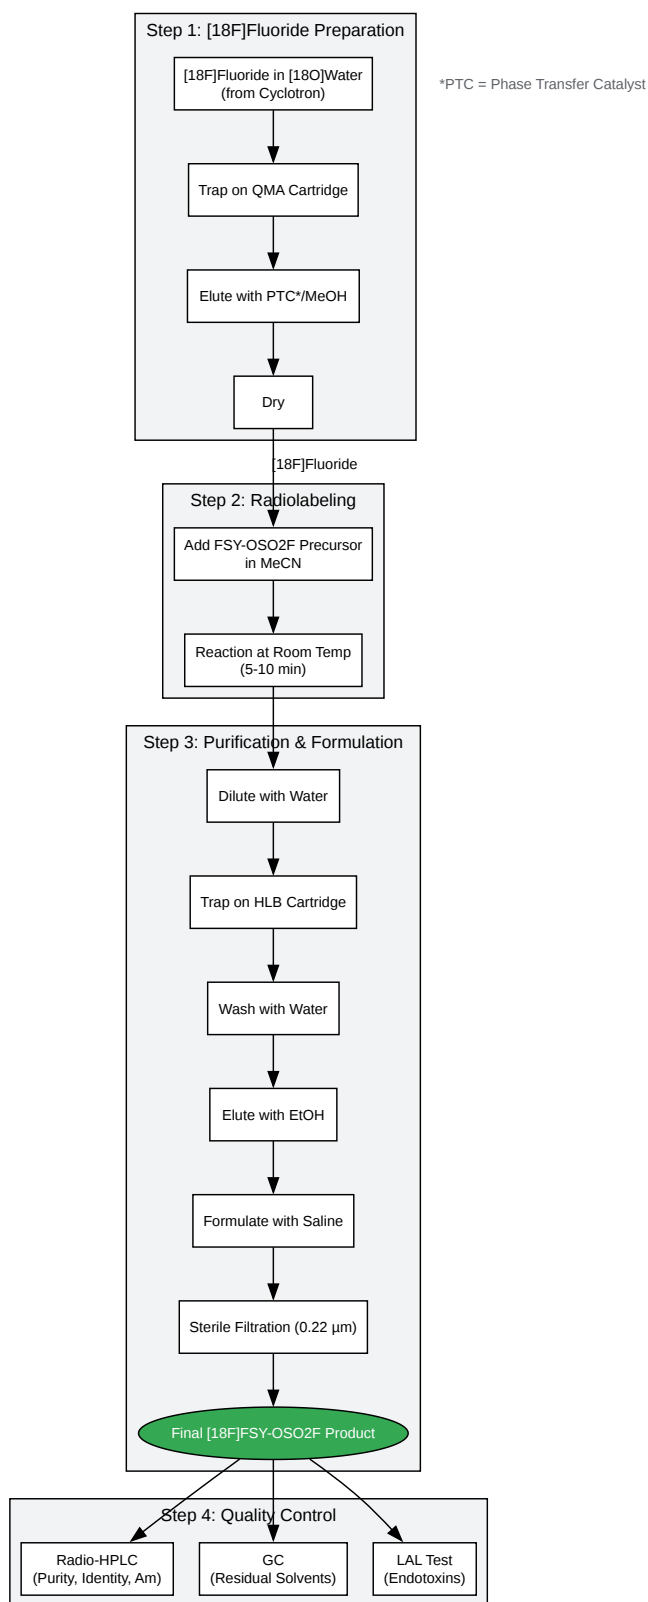 Step 1: [18F]Fluoride Preparation
[18F]Fluoride in [18O]Water
(from Cyclotron)
*PTC = Phase Transfer Catalyst
Trap on QMA Cartridge
Elute with PTC*/MeOH
Dry
[18F]Fluoride
Step 2: Radiolabeling
Add FSY-OSO2F Precursor
in MeCN
Reaction at Room Temp
(5-10 min)
Step 3: Purification & Formulation
Dilute with Water
Trap on HLB Cartridge
Wash with Water
Elute with EtOH
Formulate with Saline
Sterile Filtration (0.22 µm)
Final [18F]FSY-OSO2F Product
Step 4: Quality Control
Radio-HPLC
(Purity, Identity, Am)
GC
(Residual Solvents)
LAL Test
(Endotoxins)